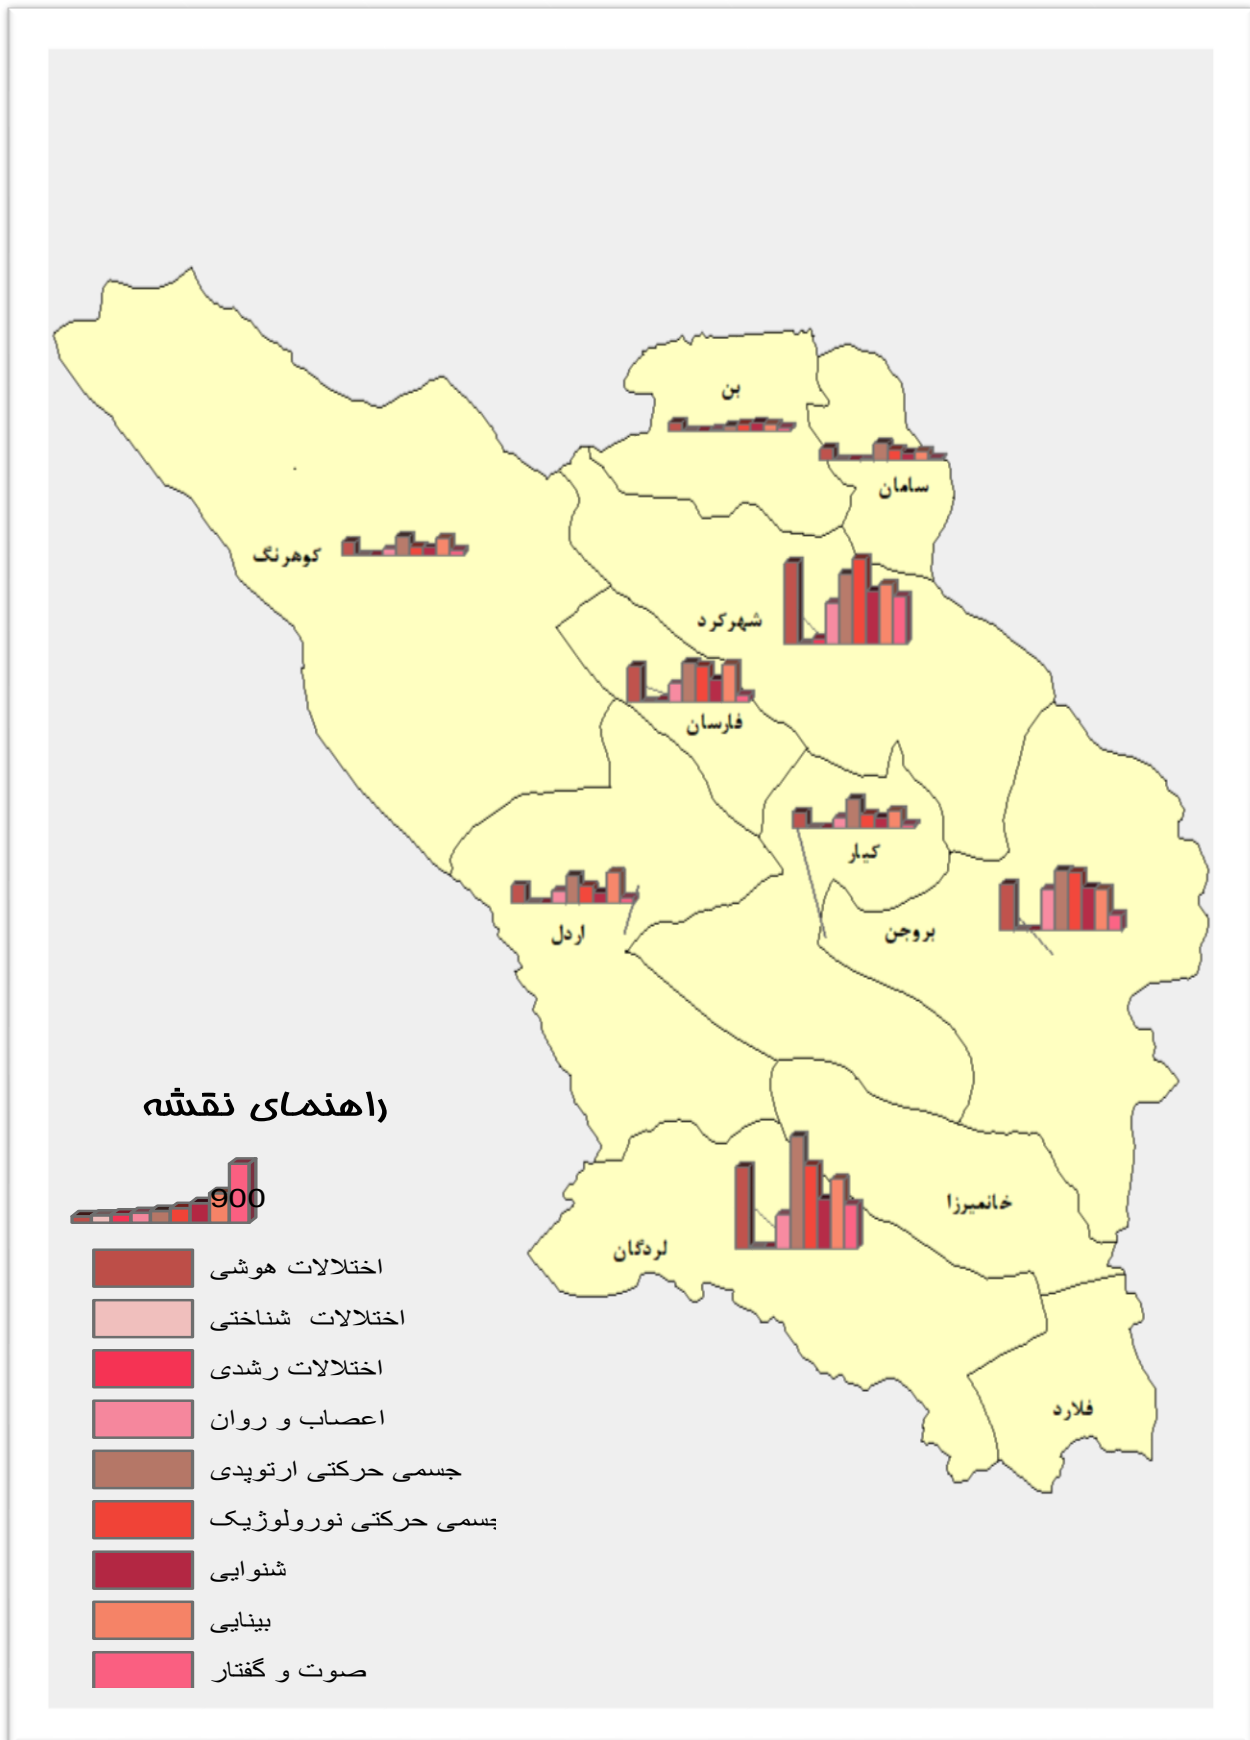 بن
سامان
کوهرنگ
شهرکرد
فارسان
کیار
اردل
بروجن
خانمیرزا
لردگان
فلارد
راهنمای نقشه
900
اختلالات هوشی
اختلالات شناختی
اختلالات رشدی
اعصاب و روان
جسمی حرکتی ارتوپدی
جسمی حرکتی نورولوژیک
شنوایی
بینایی
صوت و گفتار